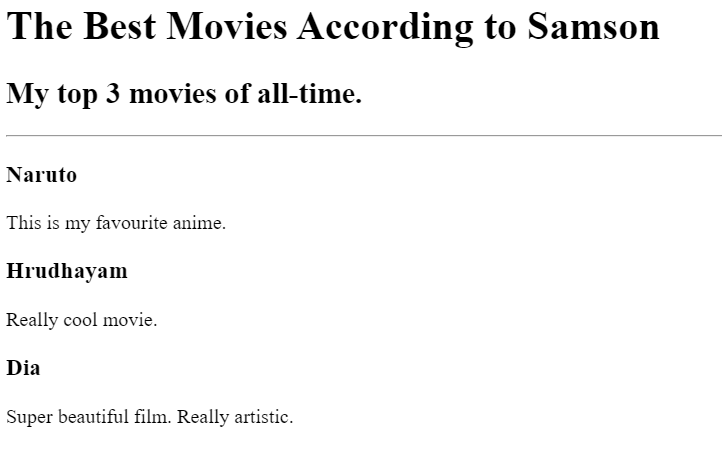 The Best Movies According to Samson
My top 3 movies of all-time.
Naruto
This is my favourite anime.
Hrudhayam
Really cool movie.
Dia
Super beautiful film. Really artistic.